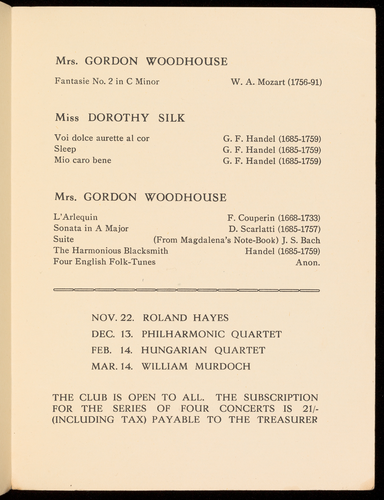 Mrs. GORDON WOODHOUSE
Fantasie No. 2 in C Minor W. A. Mozart (1756-91)
Miss DOROTHY SILK
Voi dolce aurette al cor G. F. Handel (1685-1759)
Sleep G. F. Handel (1685-1759)
Mio caro bene G. F. Handel (1685-1759)
Mrs. GORDON WOODHOUSE
L'Arlequin F. Couperin (1668-1733)
Sonata in A Major D. Scarlatti (1685-1757)
Suite (From Magdalena's Note-Book) J. S. Bach
The Harmonious Blacksmith Handel (1685-1759)
Four English Folk-Tunes Anon.
NOV. 22. ROLAND HAYES
DEC. 13. PHILHARMONIC QUARTET
FEB. 14. HUNGARIAN QUARTET
MAR. 14. WILLIAM MURDOCH
THE CLUB IS OPEN TO ALL. THE SUBSCRIPTION
FOR THE SERIES OF FOUR CONCERTS IS 21/-
(INCLUDING TAX) PAYABLE TO THE TREASURER